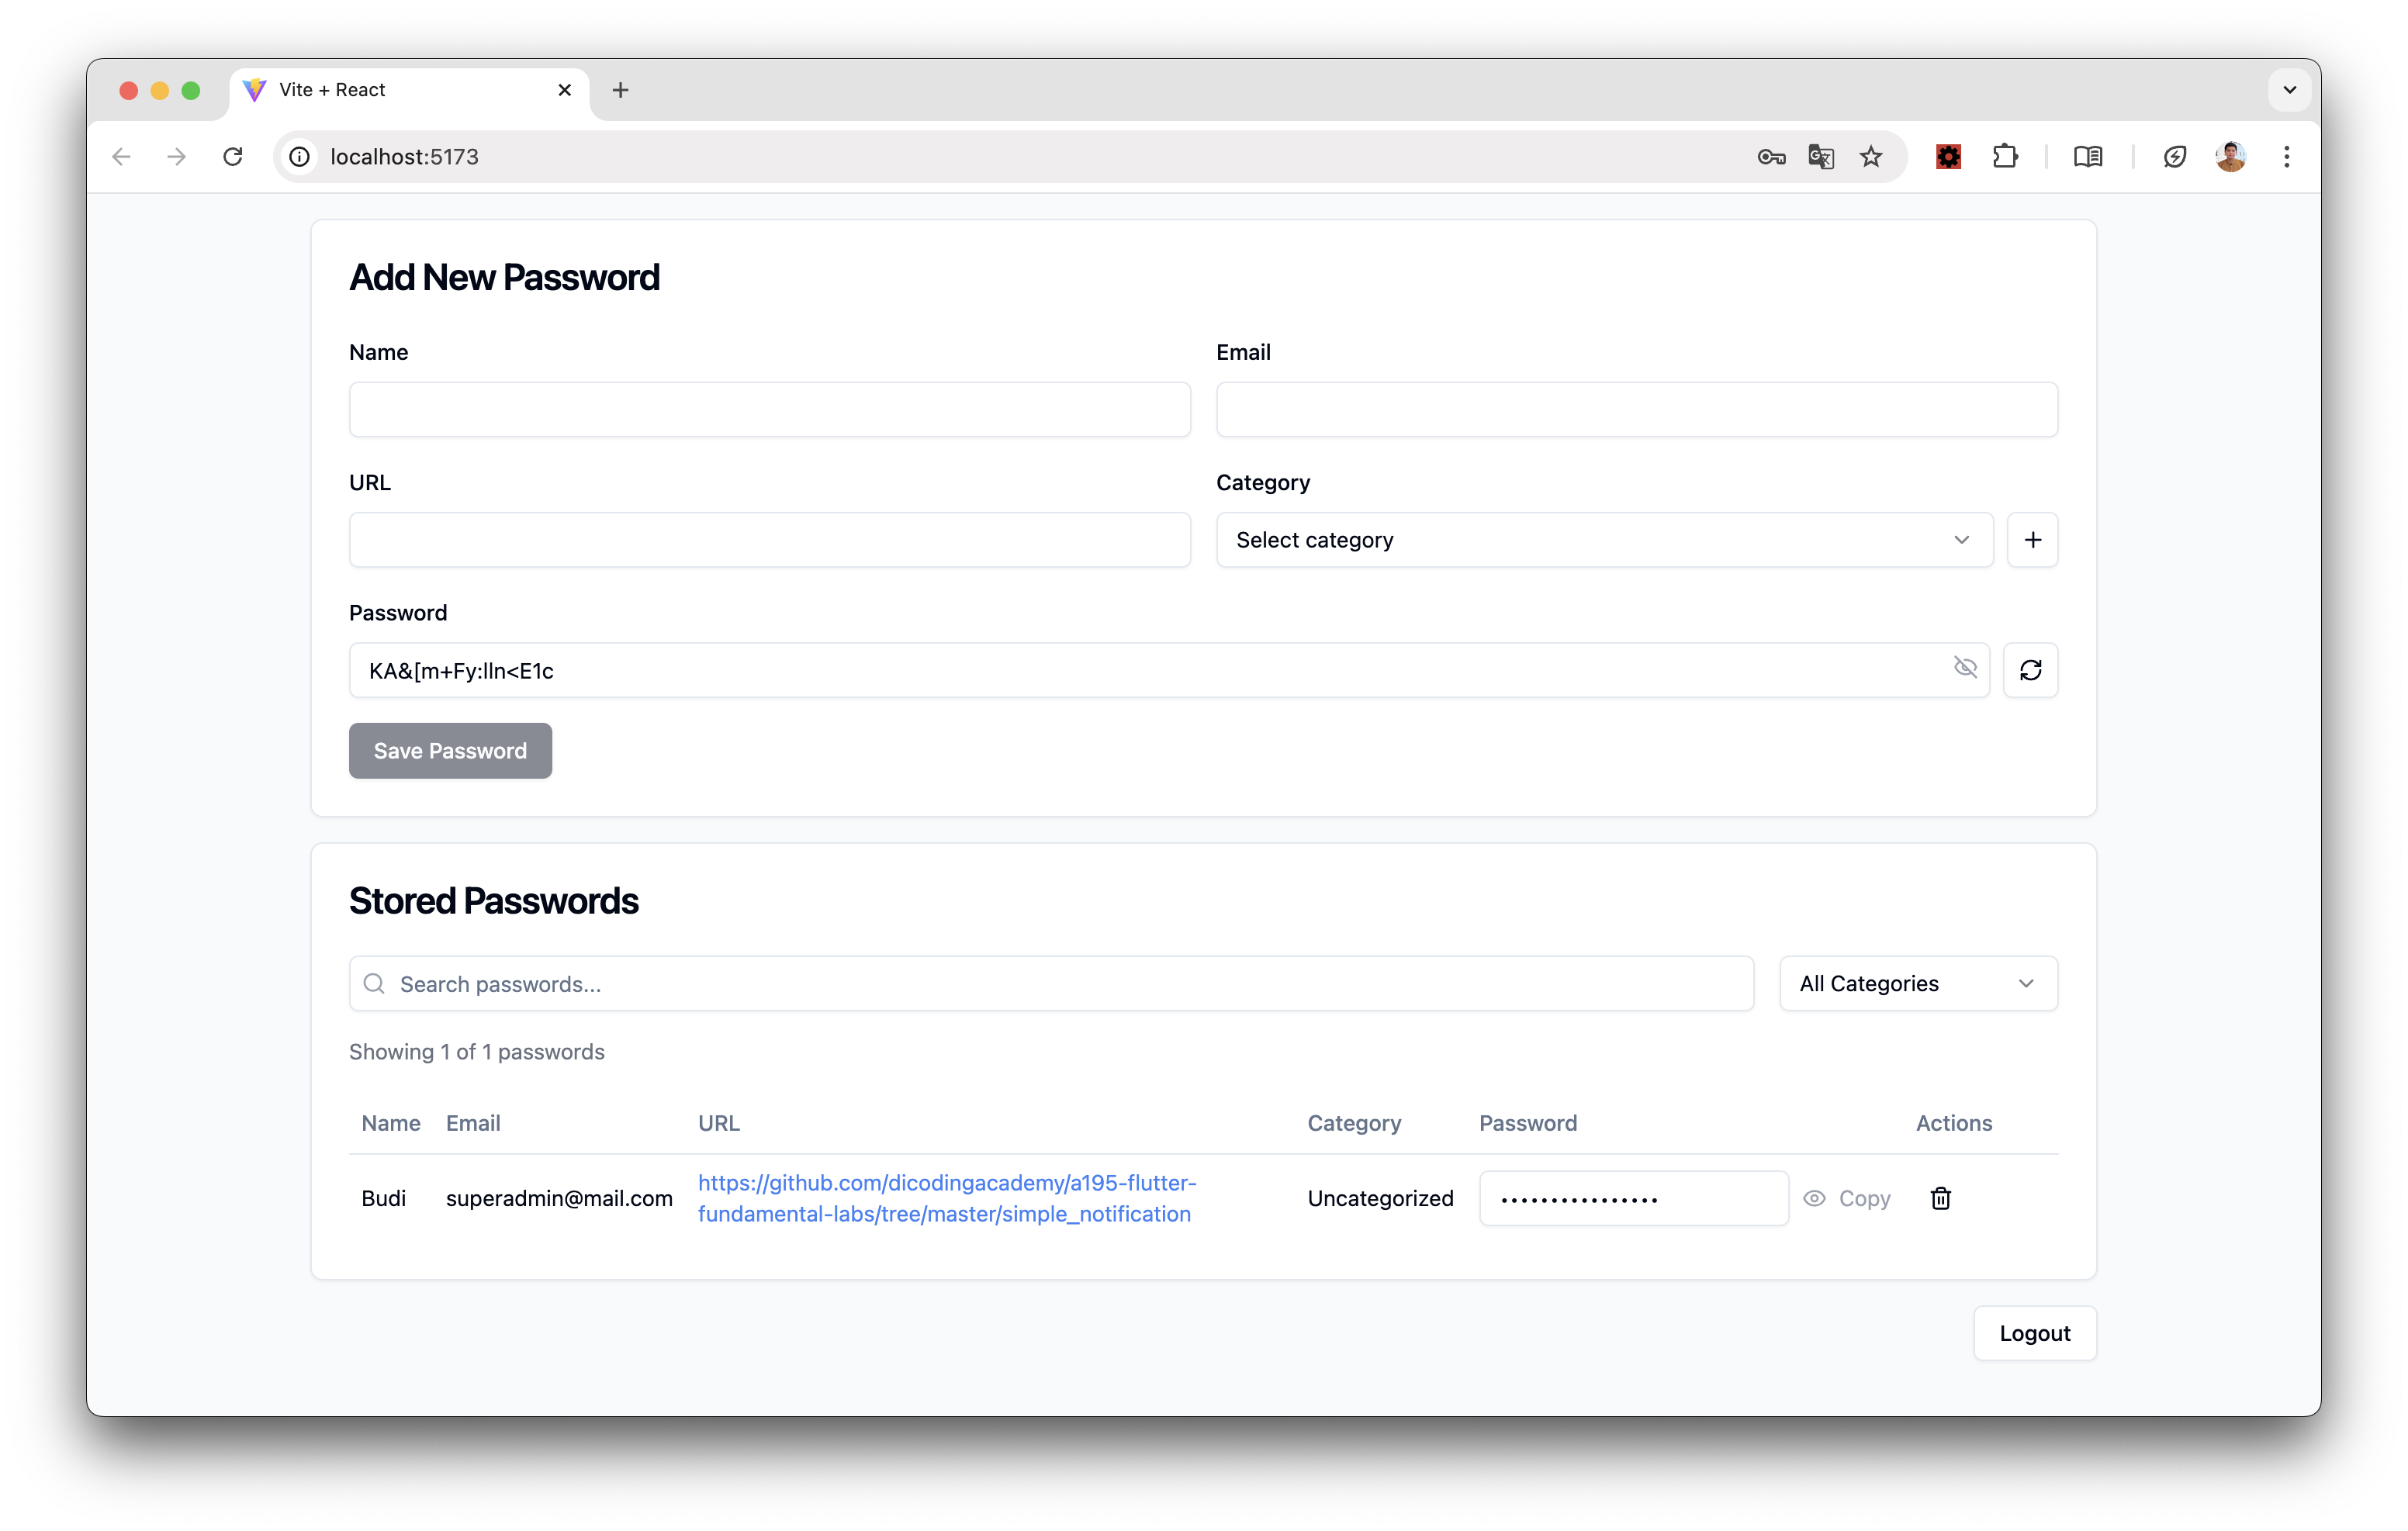 Vite + React
localhost:5173
Add New Password
Name
Email
URL
Category
Select category
Password
KA&[m+Fy:lln<E1c
Save Password
Stored Passwords
Search passwords...
All Categories
Showing 1 of 1 passwords
Name Email URL Category Password Actions
Budi superadmin@mail.com https://github.com/dicodingacademy/a195-flutter-
fundamental-labs/tree/master/simple_notification
Uncategorized •••••••••••••••• Copy
Logout